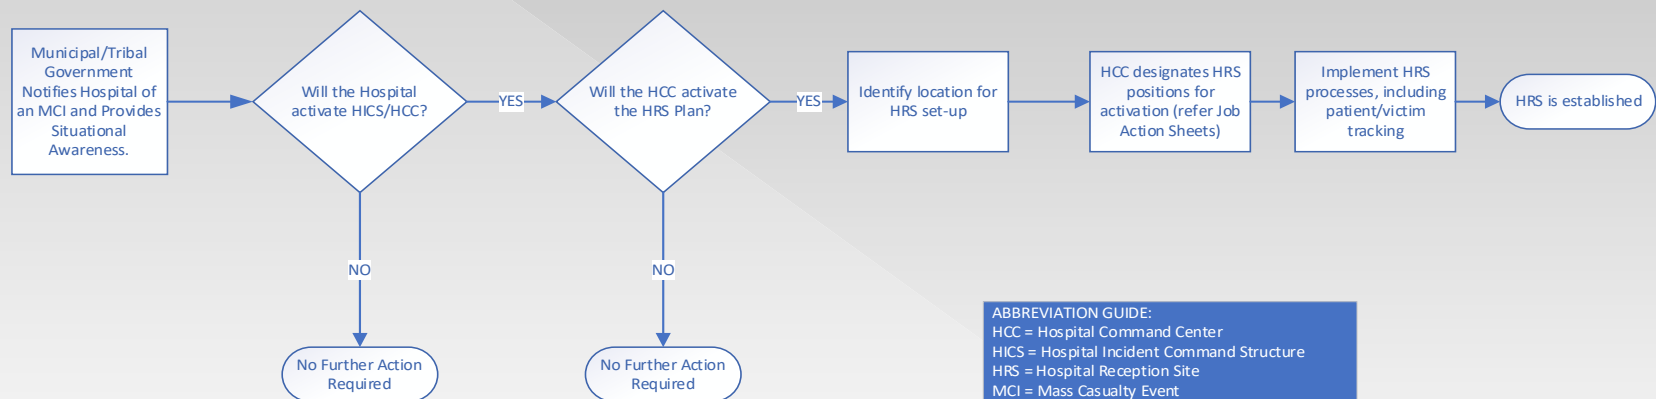 Municipal/Tribal
Government
Notifies Hospital of
an MCI and Provides
Situational
Awareness.
Will the Hospital
activate HICS/HCC?
YES
Will the HCC activate
the HRS Plan?
YES
Identify location for
HRS set-up
HCC designates HRS
positions for
activation (refer Job
Action Sheets)
Implement HRS
processes, including
patient/victim
tracking
HRS is established
NO
NO
No Further Action
Required
No Further Action
Required
ABBREVIATION GUIDE:
HCC = Hospital Command Center
HICS = Hospital Incident Command Structure
HRS = Hospital Reception Site
MCI = Mass Casualty Event